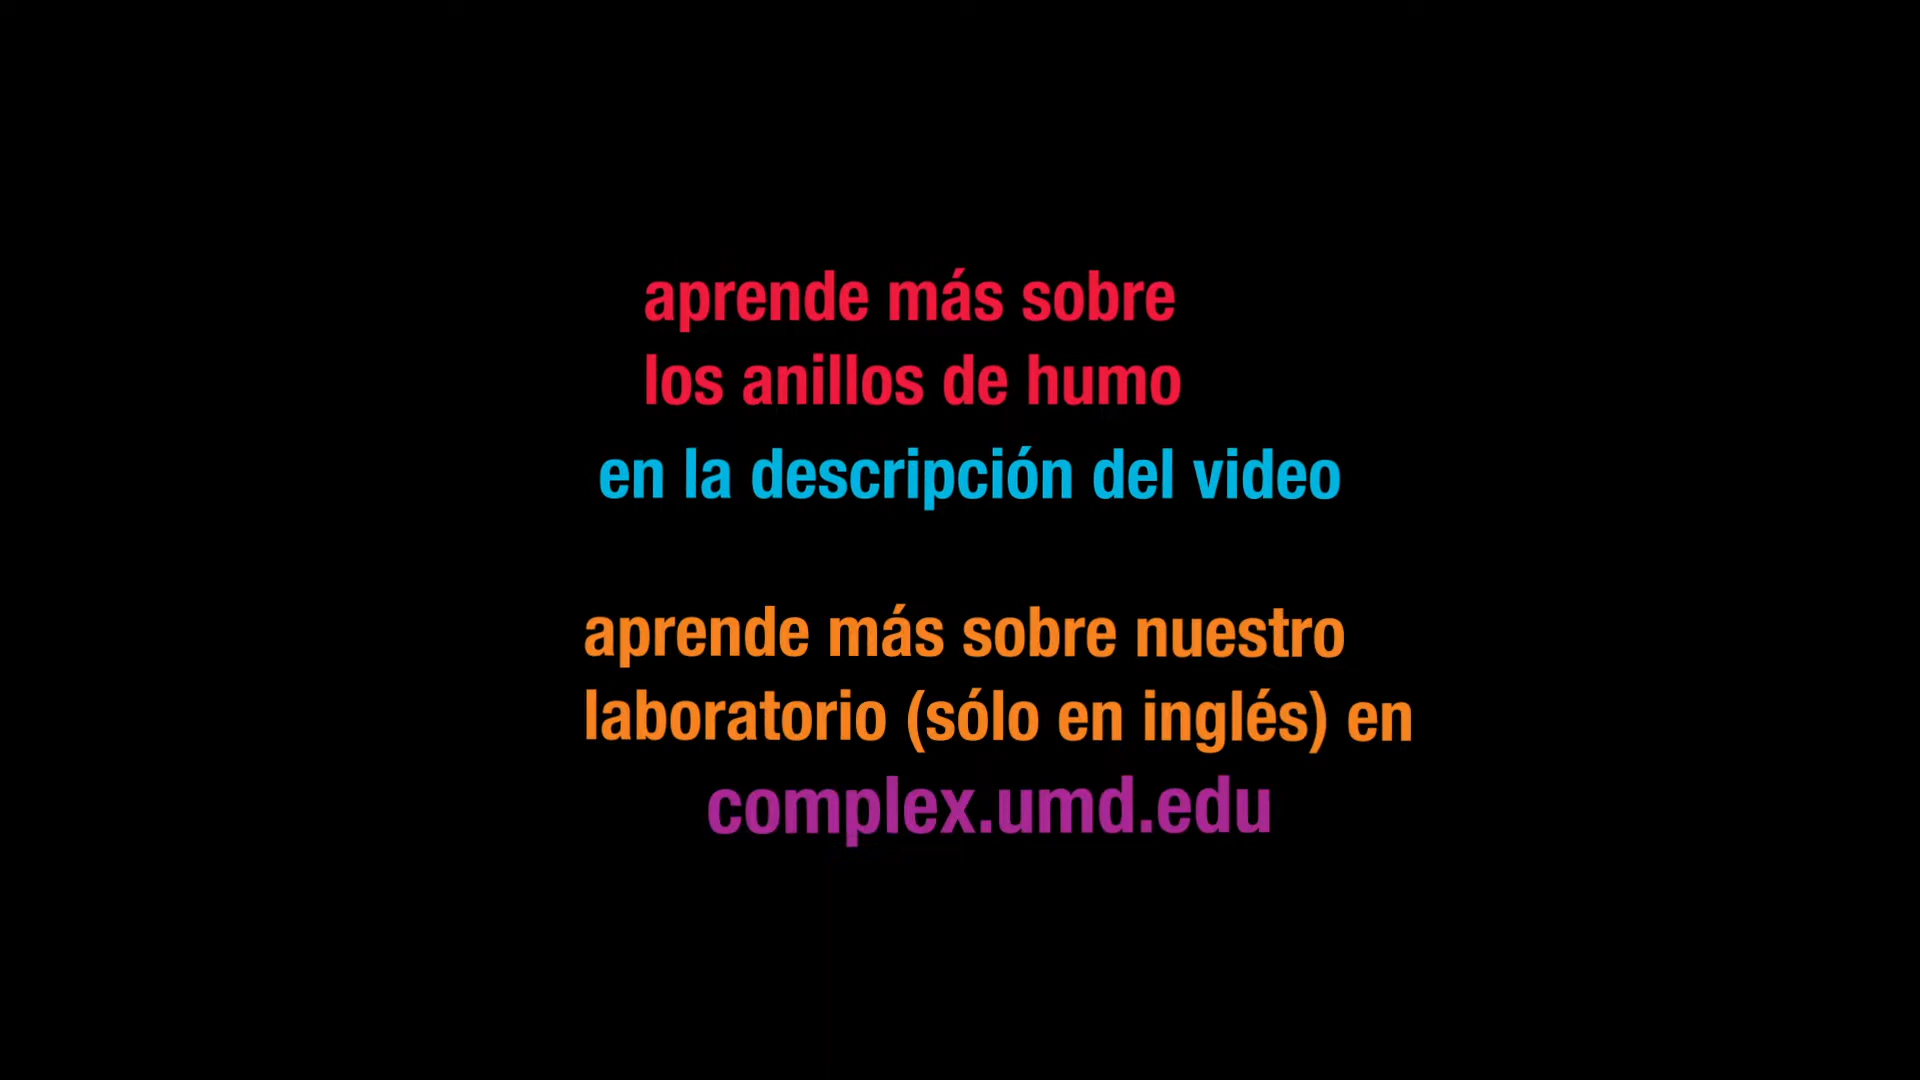 aprende más sobre
los anillos de humo
en la descripción del video
aprende más sobre nuestro
laboratorio (sólo en inglés) en
complex.umd.edu